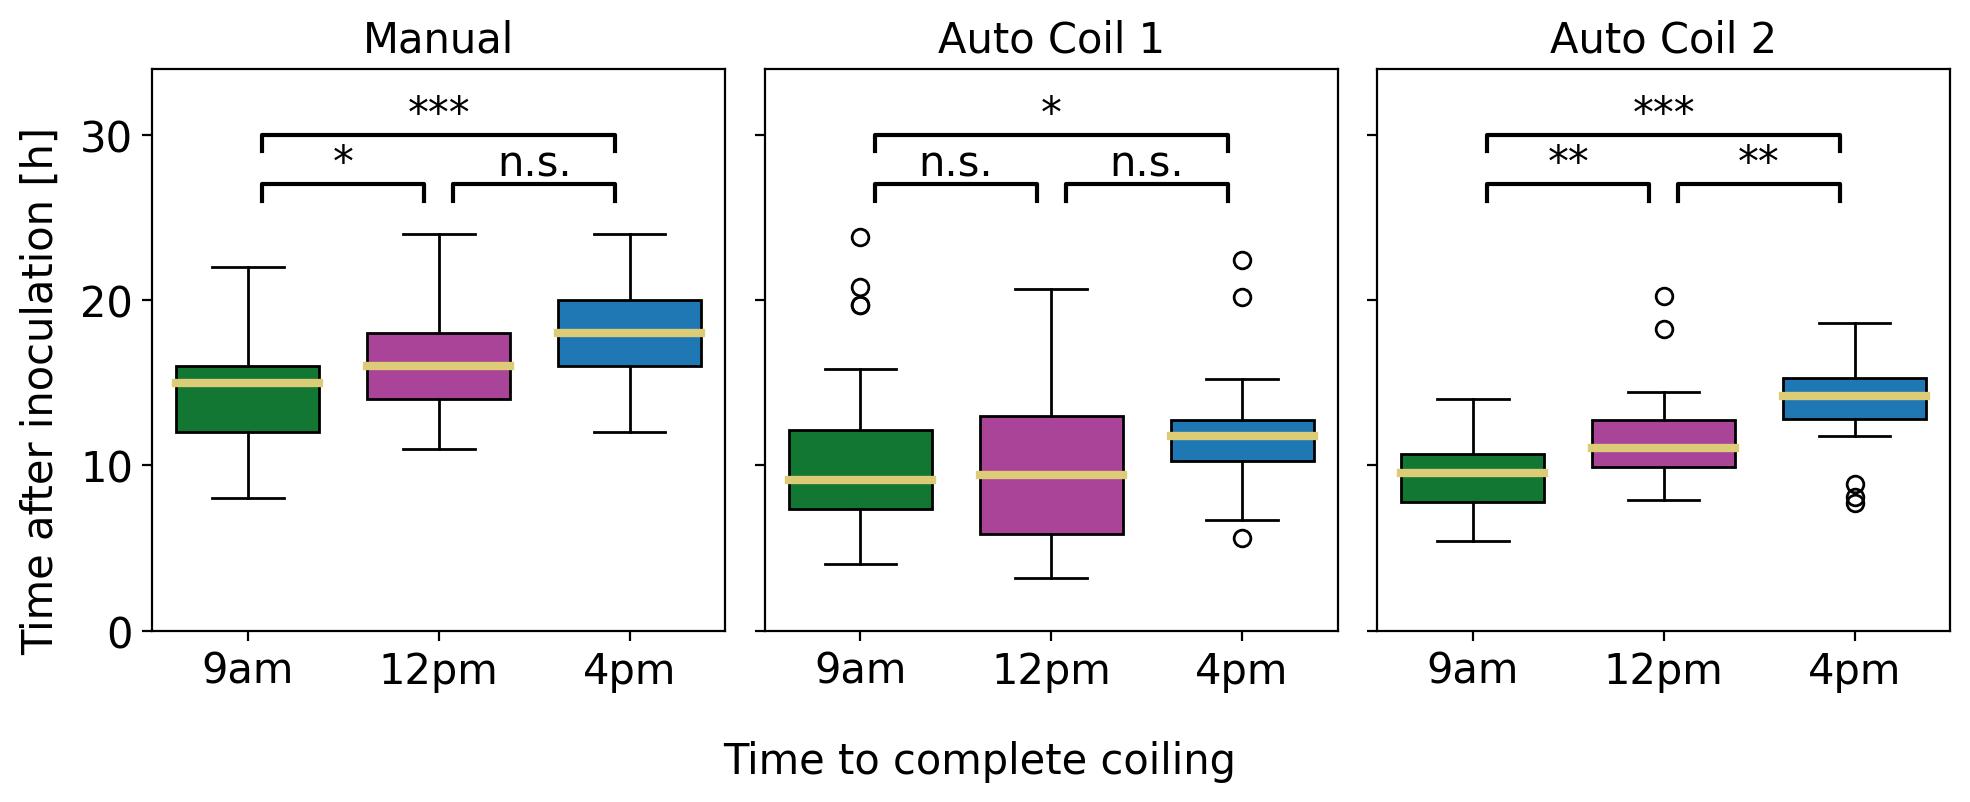 Manual
Auto Coil 1
Auto Coil 2
Time after inoculation [h]
30
20
10
0
***
*
n.s.
*
n.s.
n.s.
***
**
**
9am
12pm
4pm
9am
12pm
4pm
9am
12pm
4pm
Time to complete coiling